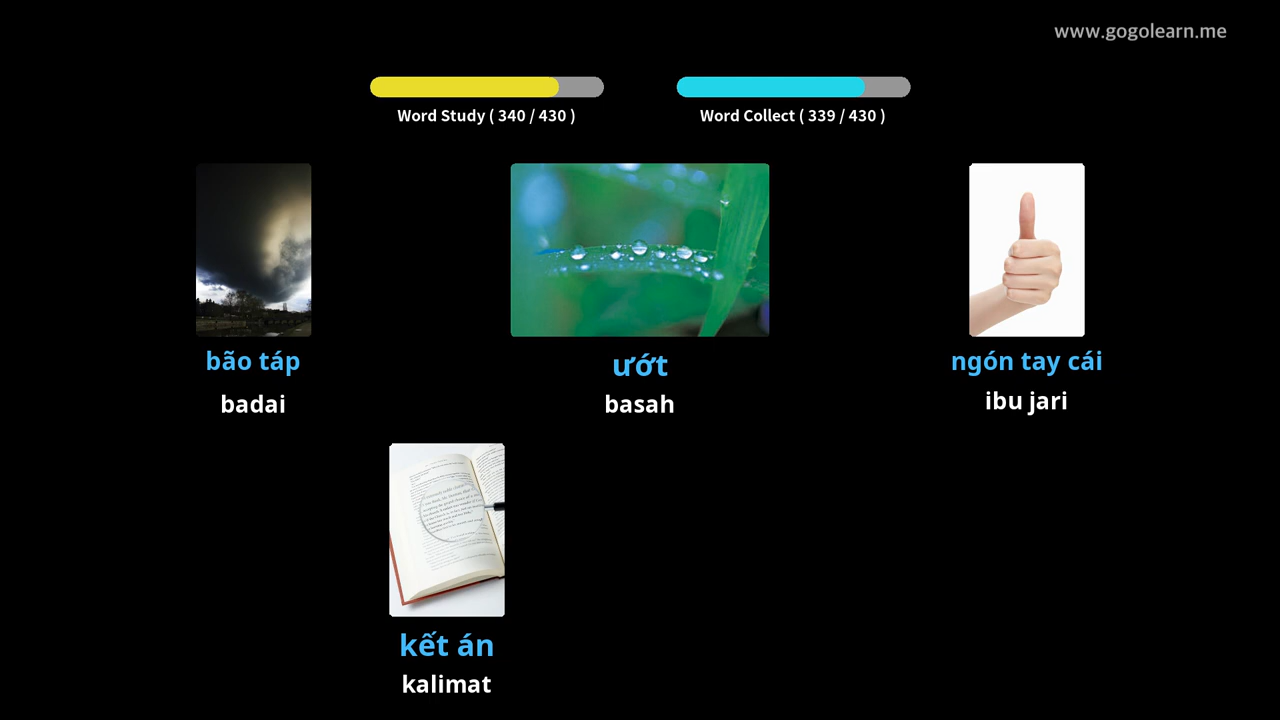 www.gogolearn.me
Word Study ( 340 / 430 )
Word Collect ( 339 / 430 )
bão táp
badai
ướt
basah
ngón tay cái
ibu jari
kết án
kalimat